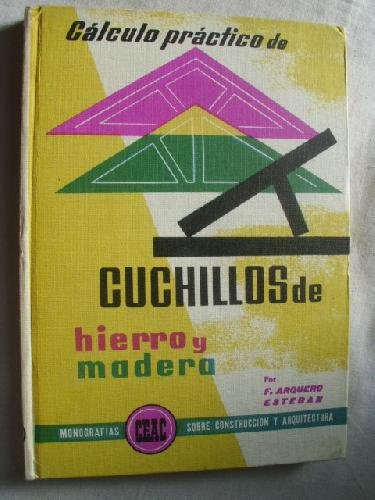 Cálculo práctico de
CUCHILLOS de
hierro y
madera
Por
F. ARQUERO
ESTEBAN
MONOGRAFIAS CEAC SOBRE CONSTRUCCION Y ARQUITECTURA